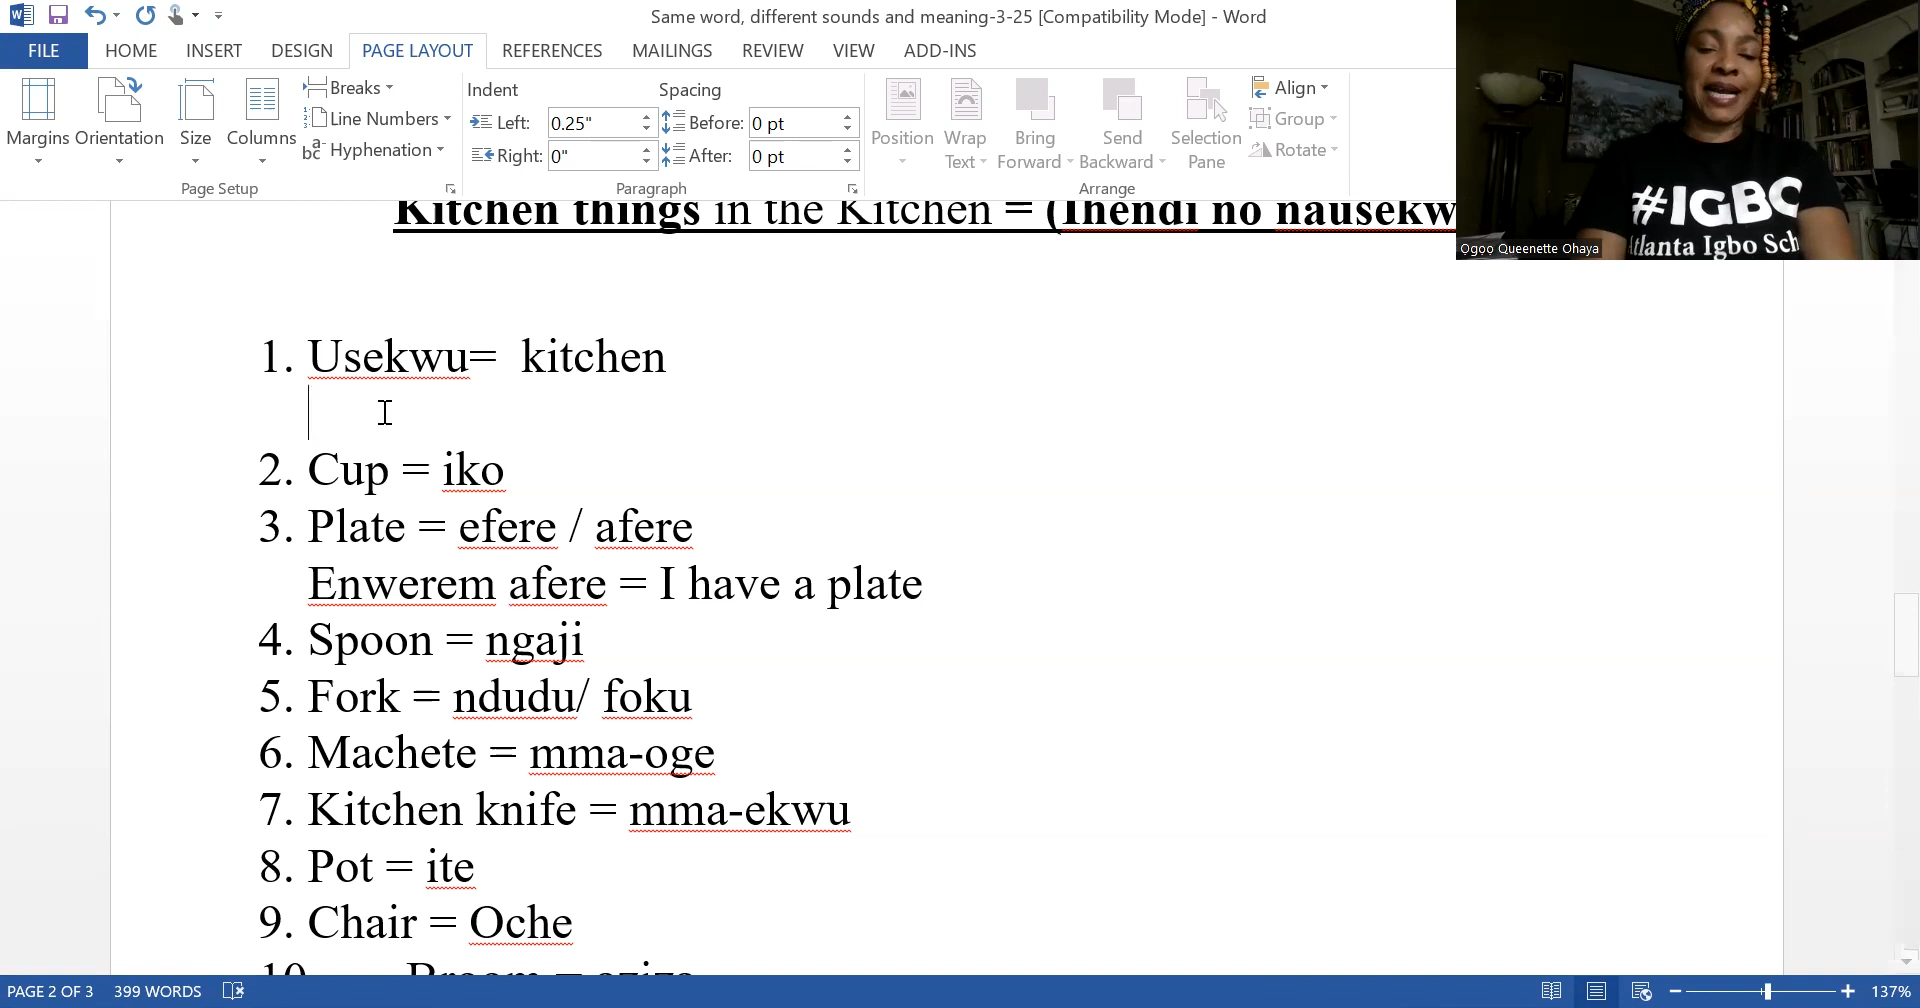 Same word, different sounds and meaning-3-25 [Compatibility Mode] - Word
FILE HOME INSERT DESIGN PAGE LAYOUT REFERENCES MAILINGS REVIEW VIEW ADD-INS
Margins
Orientation
Size
Columns
Breaks
Line Numbers
Hyphenation
Page Setup
Indent
Left: 0.25"
Right: 0"
Spacing
Before: 0 pt
After: 0 pt
Paragraph
Position
Wrap Text
Bring Forward
Send Backward
Selection Pane
Align
Group
Rotate
Arrange
#IGBO
Atlanta Igbo Sch
Ọgọọ Queenette Ohaya
Kitchen things in the Kitchen = (Ihendi no nausekw
1. Usekwu= kitchen
2. Cup = iko
3. Plate = efere / afere
Enwerem afere = I have a plate
4. Spoon = ngaji
5. Fork = ndudu/ foku
6. Machete = mma-oge
7. Kitchen knife = mma-ekwu
8. Pot = ite
9. Chair = Oche
10. Broom = aziza
PAGE 2 OF 3 399 WORDS 137%